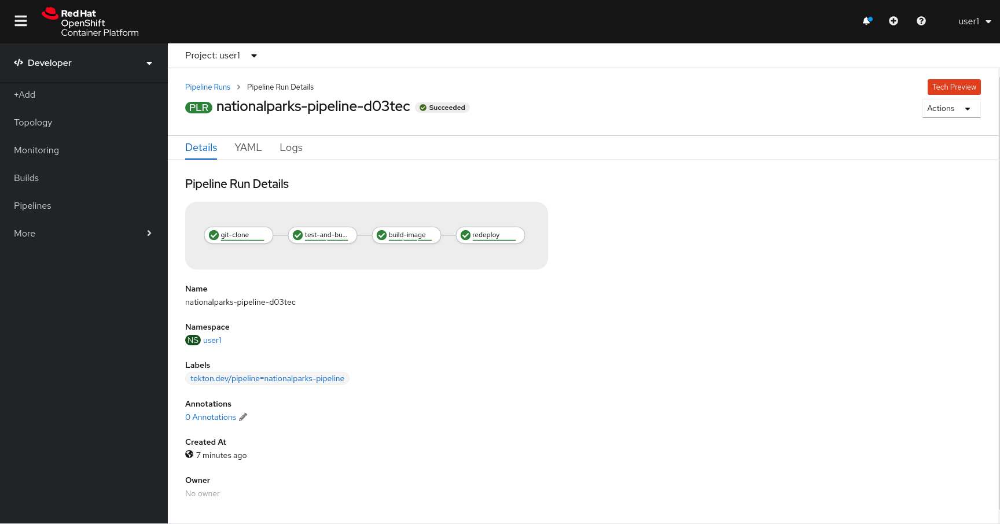 Red Hat
OpenShift
Container Platform
user1
Developer
+Add
Topology
Monitoring
Builds
Pipelines
More
Project: user1
Pipeline Runs
Pipeline Run Details
Tech Preview
PLR nationalparks-pipeline-d03tec Succeeded
Actions
Details YAML Logs
Pipeline Run Details
git-clone test-and-bu... build-image redeploy
Name
nationalparks-pipeline-d03tec
Namespace
NS user1
Labels
tekton.dev/pipeline=nationalparks-pipeline
Annotations
0 Annotations
Created At
7 minutes ago
Owner
No owner